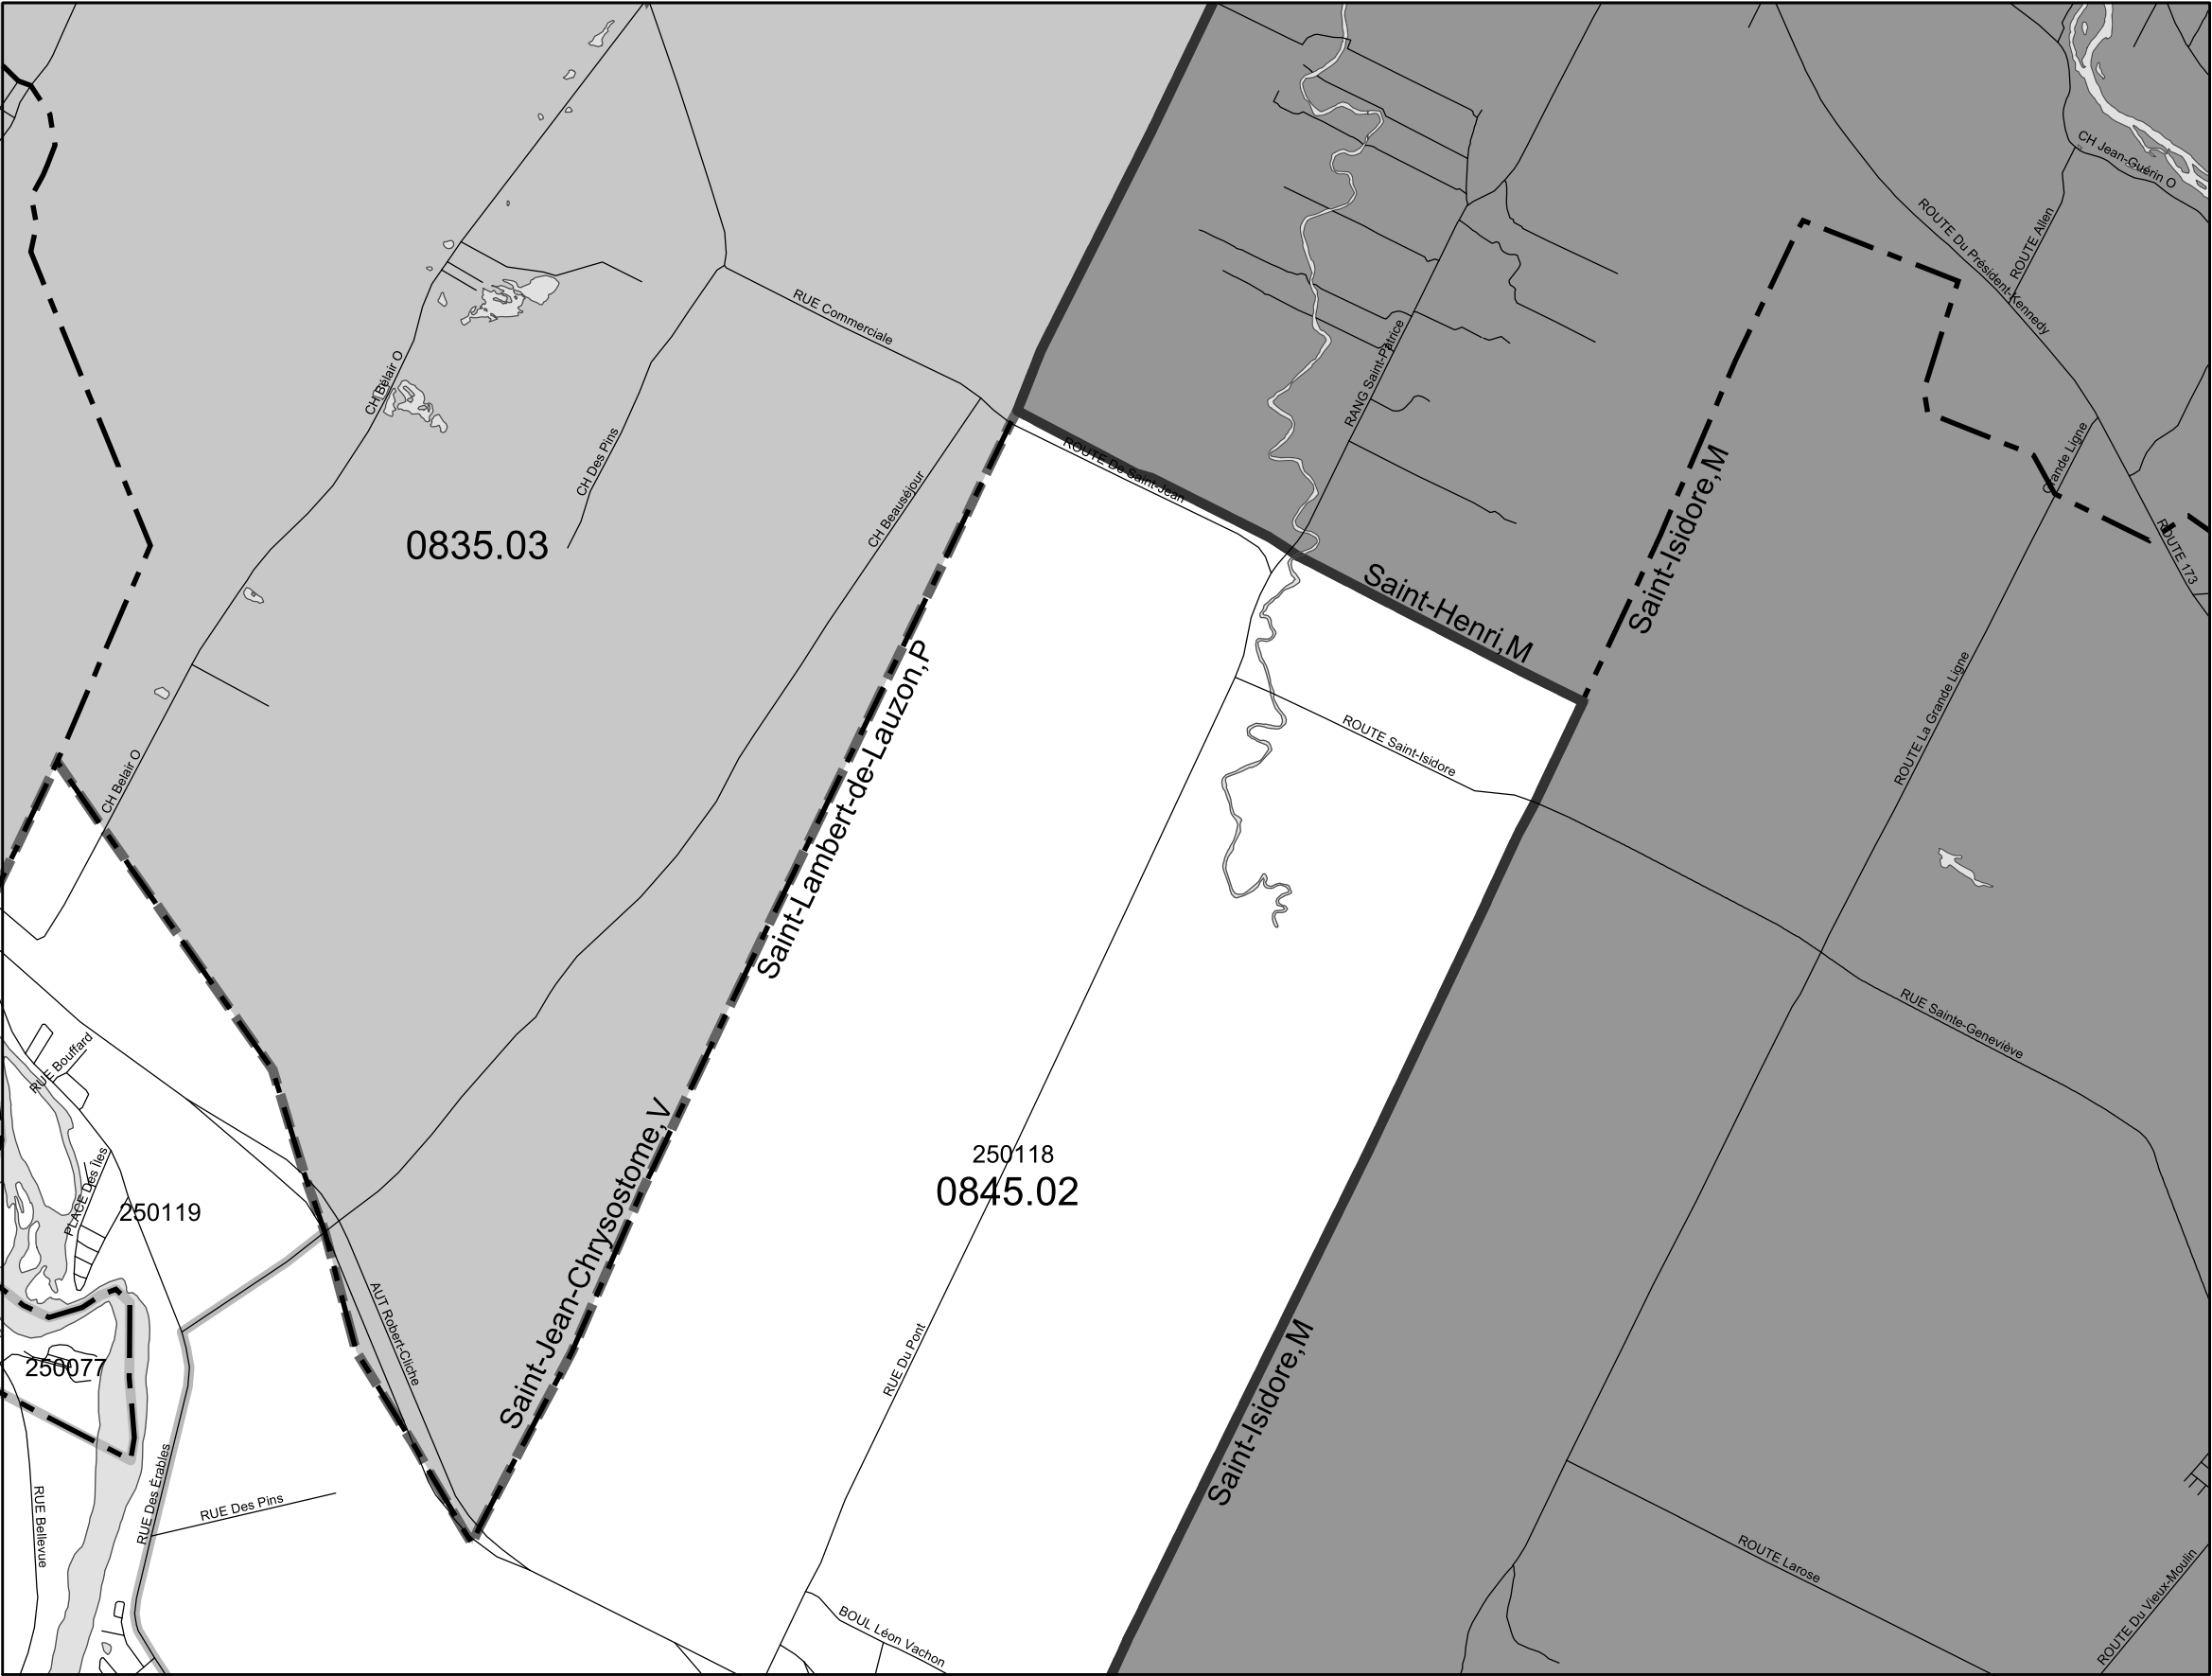 CH Jean-Guérin O
ROUTE Du Président-Kennedy
ROUTE Allen
RUE Commerciale
RANG Saint-Patrice
CH Bélair O
CH Des Pins
CH Beauséjour
ROUTE De Saint-Jean
Grande Ligne
ROUTE 173
0835.03
Saint-Isidore,M
Saint-Henri,M
Saint-Lambert-de-Lauzon,P
ROUTE La Grande Ligne
ROUTE Saint-Isidore
CH Belair O
RUE Sainte-Geneviève
RUE Bouffard
PLACE Des Îles
250119
Saint-Jean-Chrysostome,V
250118
0845.02
AUT Robert-Cliche
250077
RUE Du Pont
Saint-Isidore,M
RUE Des Érables
RUE Des Pins
RUE Bellevue
ROUTE Larose
ROUTE Du Vieux-Moulin
BOUL Léon Vachon